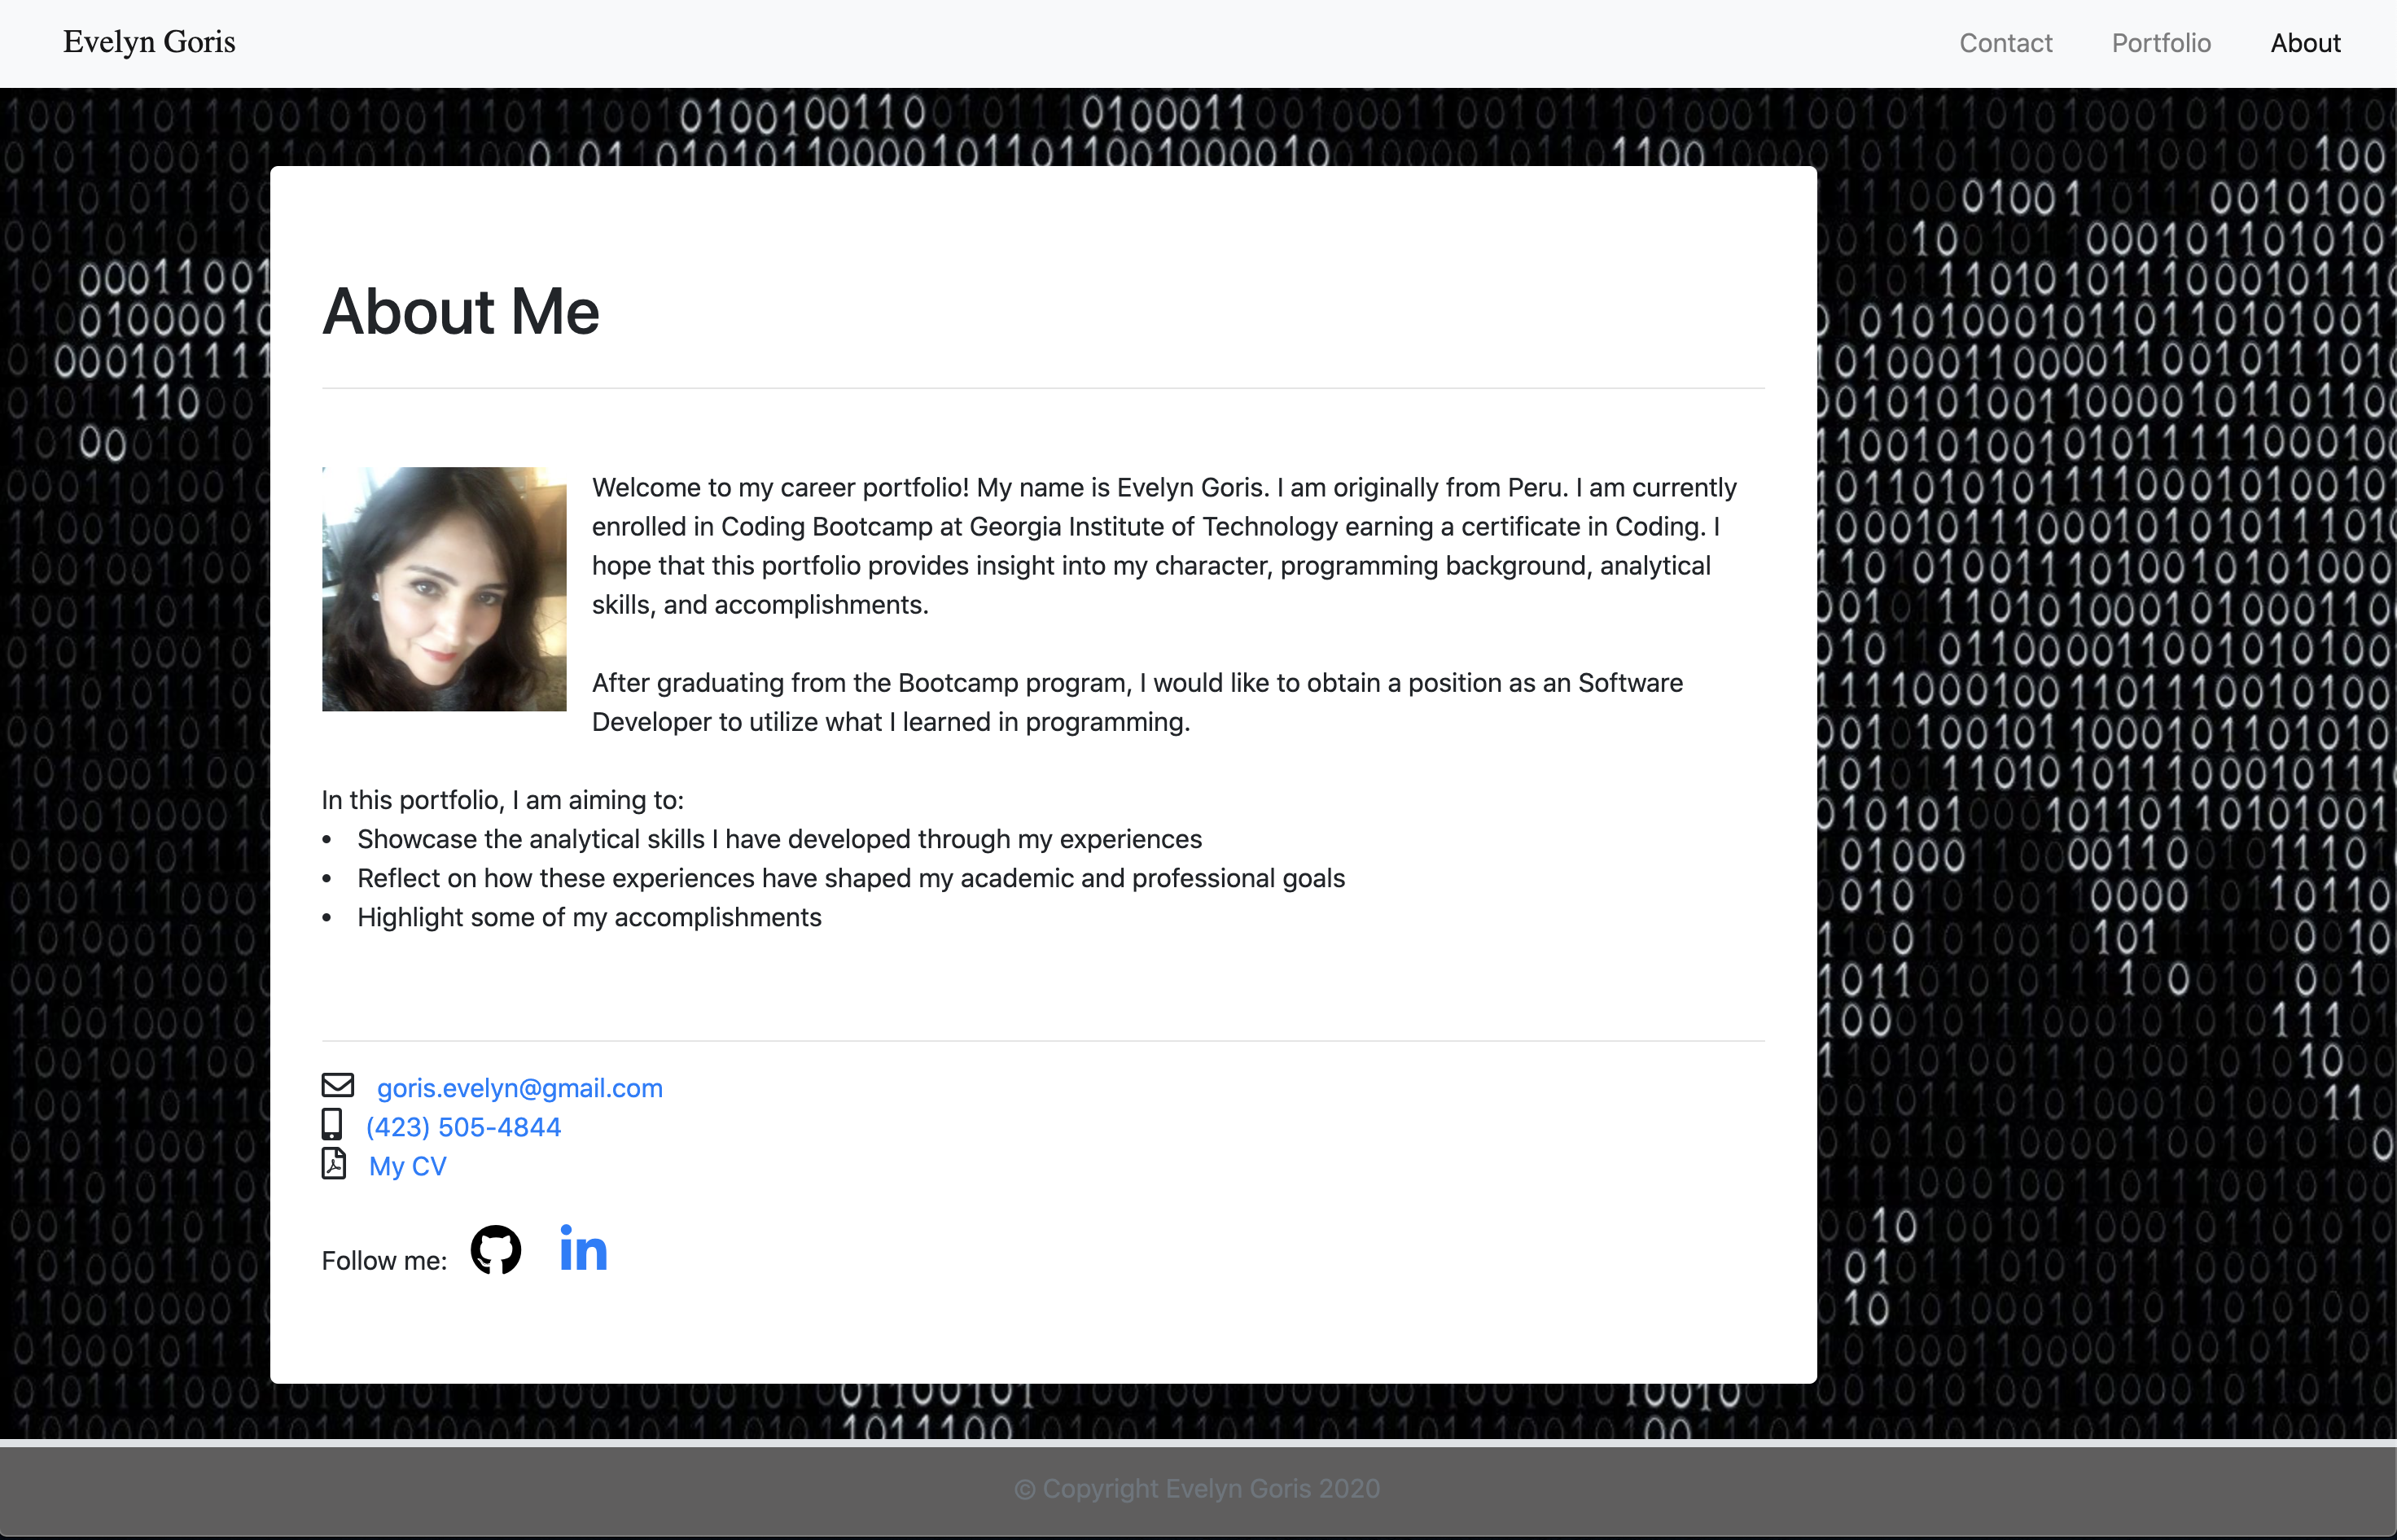 Evelyn Goris
Contact Portfolio About
About Me
Welcome to my career portfolio! My name is Evelyn Goris. I am originally from Peru. I am currently
enrolled in Coding Bootcamp at Georgia Institute of Technology earning a certificate in Coding. I
hope that this portfolio provides insight into my character, programming background, analytical
skills, and accomplishments.
After graduating from the Bootcamp program, I would like to obtain a position as an Software
Developer to utilize what I learned in programming.
In this portfolio, I am aiming to:
• Showcase the analytical skills I have developed through my experiences
• Reflect on how these experiences have shaped my academic and professional goals
• Highlight some of my accomplishments
goris.evelyn@gmail.com
(423) 505-4844
My CV
Follow me: in
© Copyright Evelyn Goris 2020